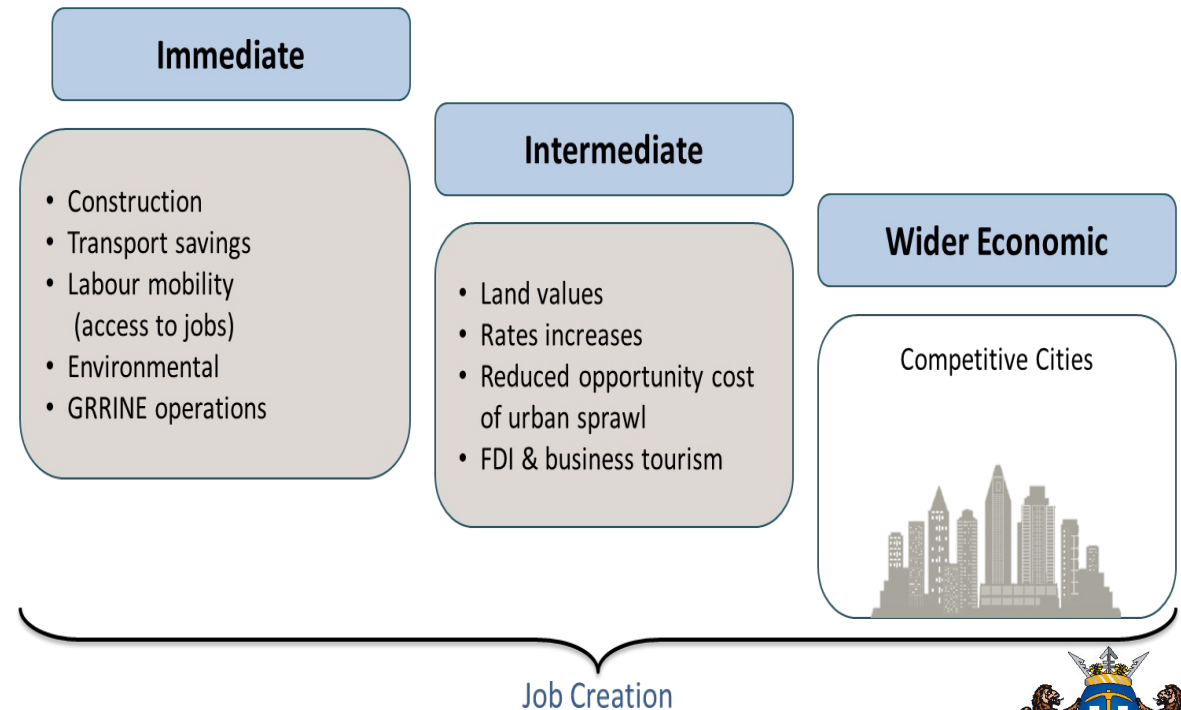 Immediate
• Construction
• Transport savings
• Labour mobility
(access to jobs)
• Environmental
• GRRINE operations
Intermediate
• Land values
• Rates increases
• Reduced opportunity cost
of urban sprawl
• FDI & business tourism
Wider Economic
Competitive Cities
Job Creation